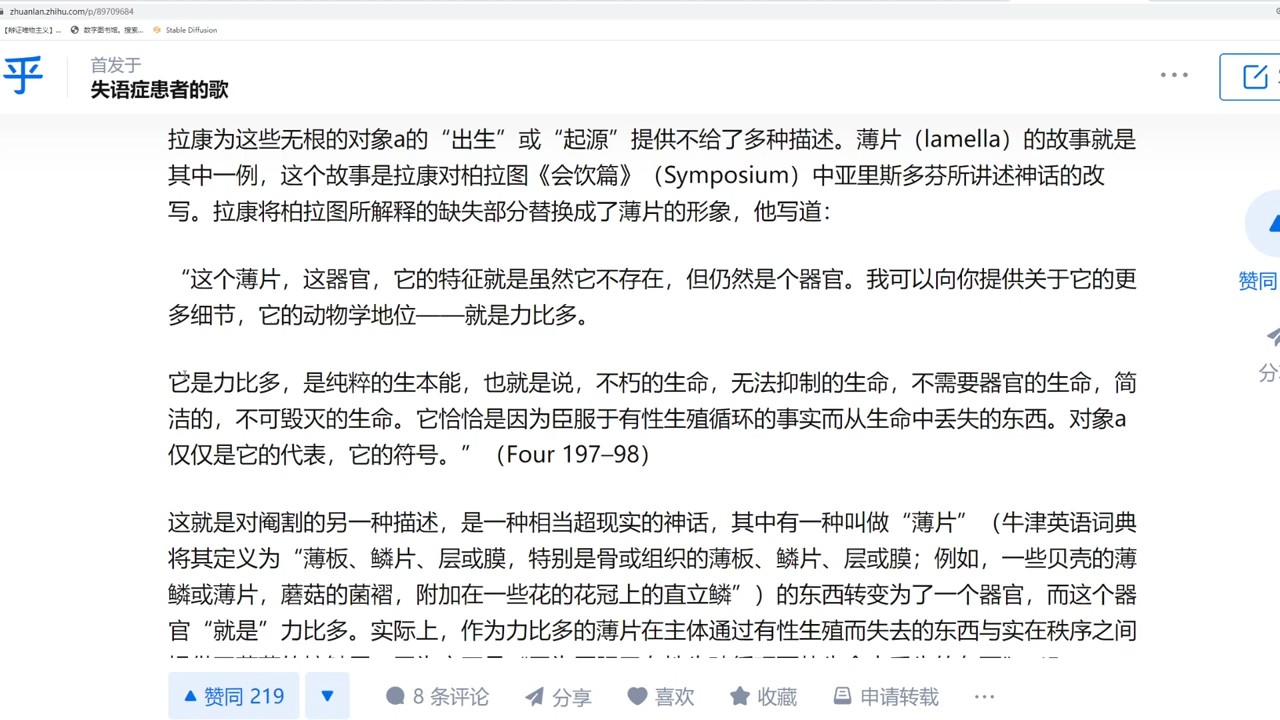 zhuanlan.zhihu.com/p/89709684
【辩证唯物主义】... 数字图书馆。搜索... Stable Diffusion
乎 首发于
失语症患者的歌
拉康为这些无根的对象a的“出生”或“起源”提供不给了多种描述。薄片（lamella）的故事就是
其中一例，这个故事是拉康对柏拉图《会饮篇》（Symposium）中亚里斯多芬所讲述神话的改
写。拉康将柏拉图所解释的缺失部分替换成了薄片的形象，他写道：
“这个薄片，这器官，它的特征就是虽然它不存在，但仍然是个器官。我可以向你提供关于它的更
多细节，它的动物学地位——就是力比多。
它是力比多，是纯粹的生本能，也就是说，不朽的生命，无法抑制的生命，不需要器官的生命，简
洁的，不可毁灭的生命。它恰恰是因为臣服于有性生殖循环的事实而从生命中丢失的东西。对象a
仅仅是它的代表，它的符号。”（Four 197–98）
这就是对阉割的另一种描述，是一种相当超现实的神话，其中有一种叫做“薄片”（牛津英语词典
将其定义为“薄板、鳞片、层或膜，特别是骨或组织的薄板、鳞片、层或膜；例如，一些贝壳的薄
鳞或薄片，蘑菇的菌褶，附加在一些花的花冠上的直立鳞”）的东西转变为了一个器官，而这个器
官“就是”力比多。实际上，作为力比多的薄片在主体通过有性生殖而失去的东西与实在秩序之间
赞同
分
赞同 219 8 条评论 分享 喜欢 收藏 申请转载